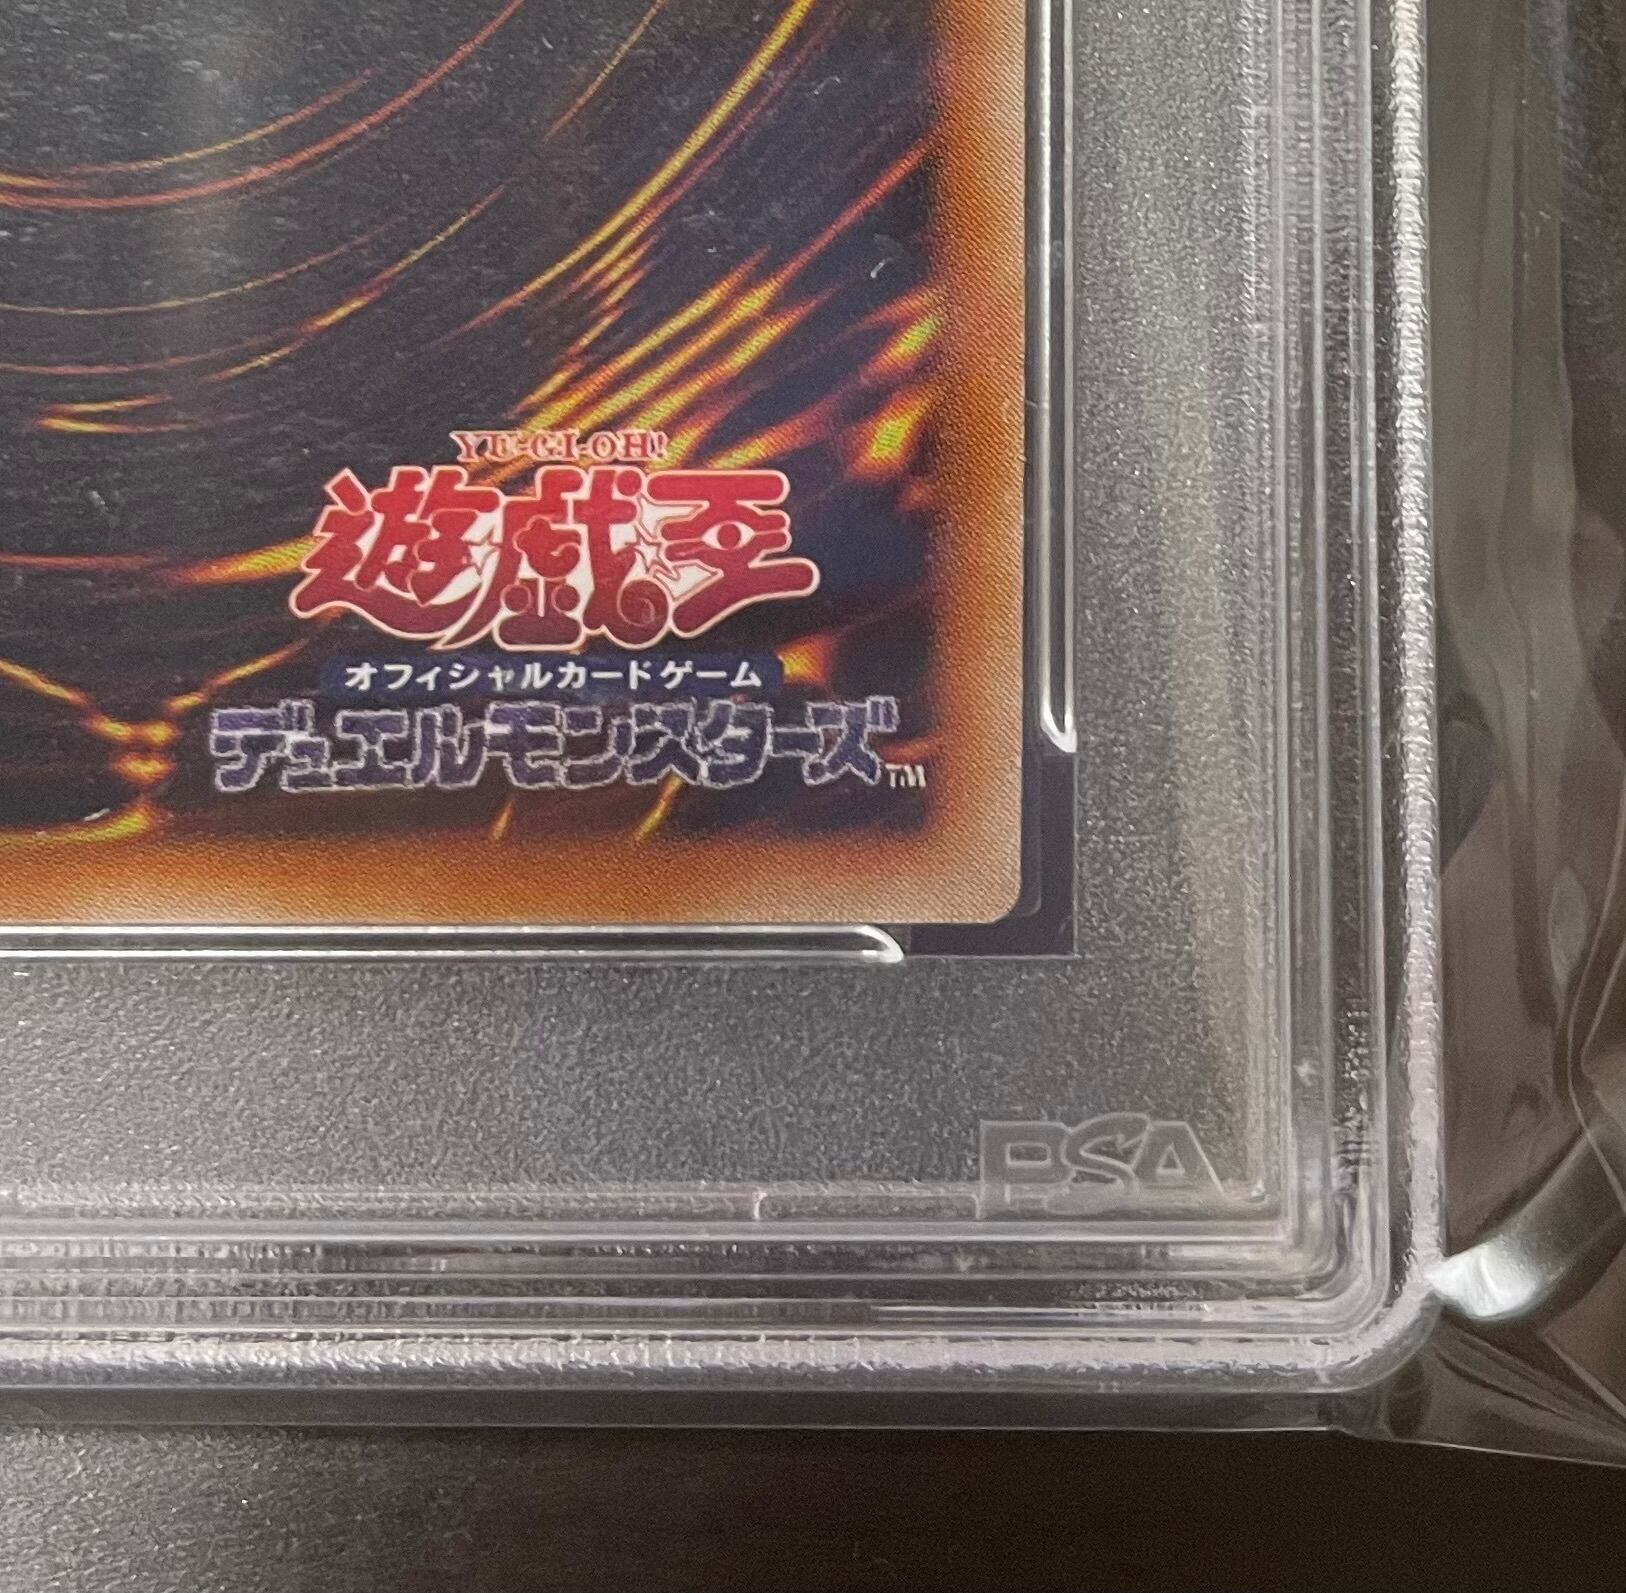 YU-GI-OH!
遊戯王
オフィシャルカードゲーム
デュエルモンスターズ™
PSA